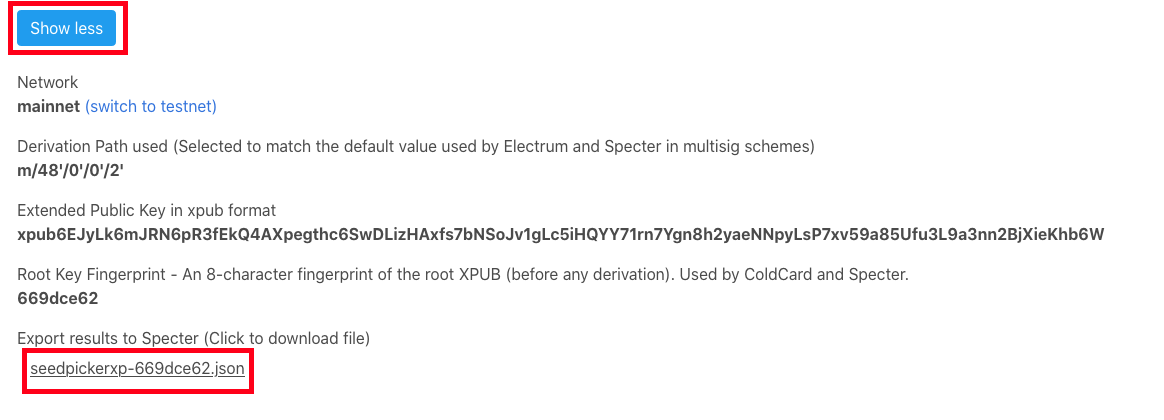 Show less
Network
mainnet (switch to testnet)
Derivation Path used (Selected to match the default value used by Electrum and Specter in multisig schemes)
m/48'/0'/0'/2'
Extended Public Key in xpub format
xpub6EJyLk6mJRN6pR3fEkQ4AXpegthc6SwDLizHAxfs7bNSoJv1gLc5iHQYY71rn7Ygn8h2yaeNNpyLsP7xv59a85Ufu3L9a3nn2BjXieKhb6W
Root Key Fingerprint - An 8-character fingerprint of the root XPUB (before any derivation). Used by ColdCard and Specter.
669dce62
Export results to Specter (Click to download file)
seedpickerxp-669dce62.json